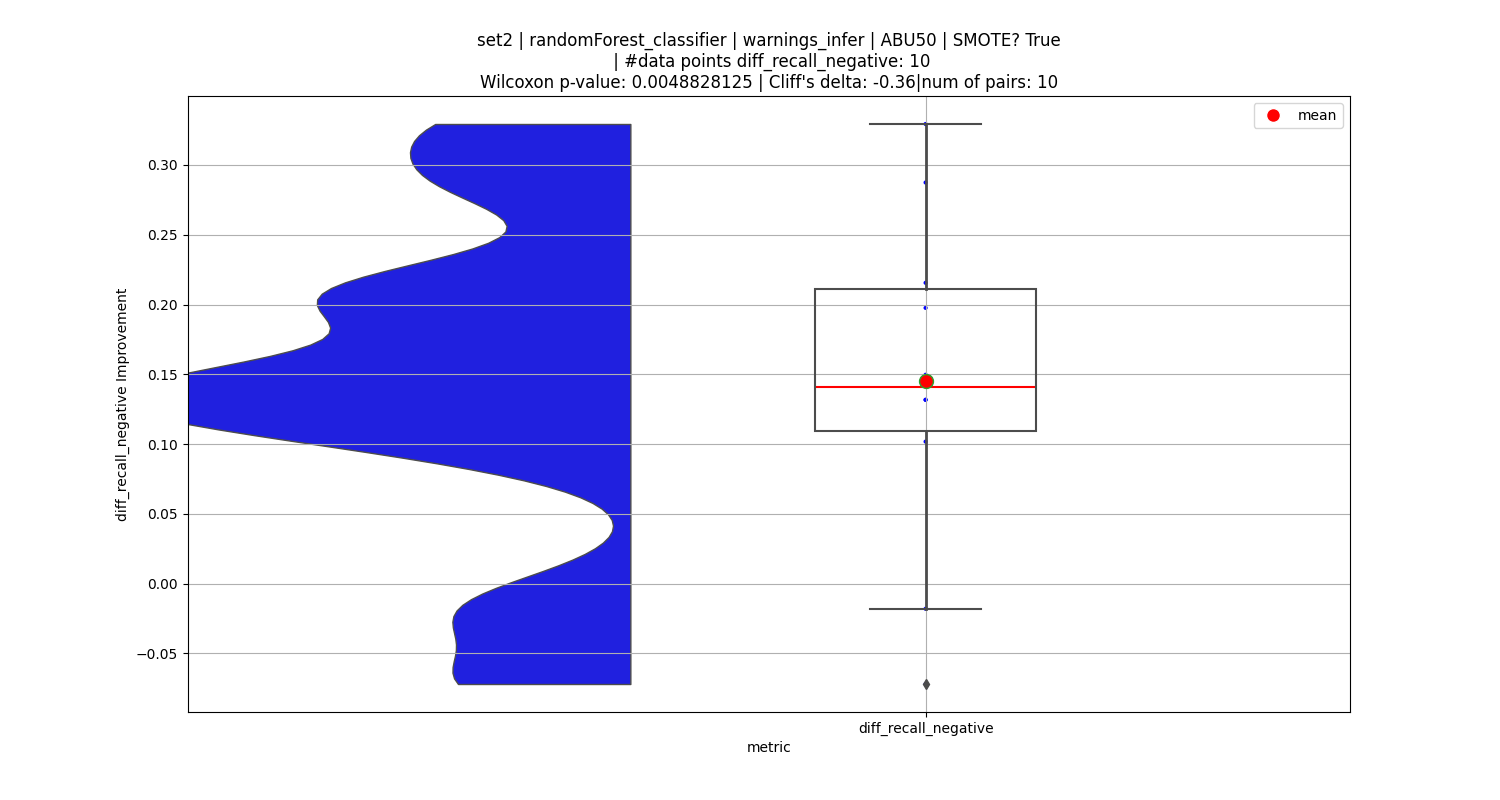 set2 | randomForest_classifier | warnings_infer | ABU50 | SMOTE? True
| #data points diff_recall_negative: 10
Wilcoxon p-value: 0.0048828125 | Cliff's delta: -0.36|num of pairs: 10
mean
0.30
0.25
0.20
0.15
0.10
0.05
0.00
−0.05
diff_recall_negative Improvement
diff_recall_negative
metric